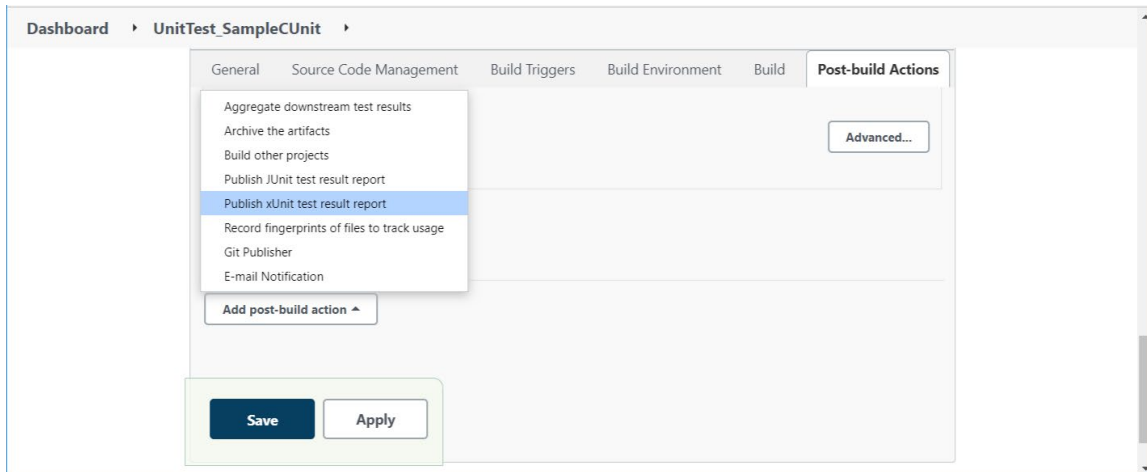 Dashboard UnitTest_SampleCUnit
General Source Code Management Build Triggers Build Environment Build Post-build Actions
Aggregate downstream test results
Archive the artifacts
Advanced...
Build other projects
Publish JUnit test result report
Publish xUnit test result report
Record fingerprints of files to track usage
Git Publisher
E-mail Notification
Add post-build action
Save Apply